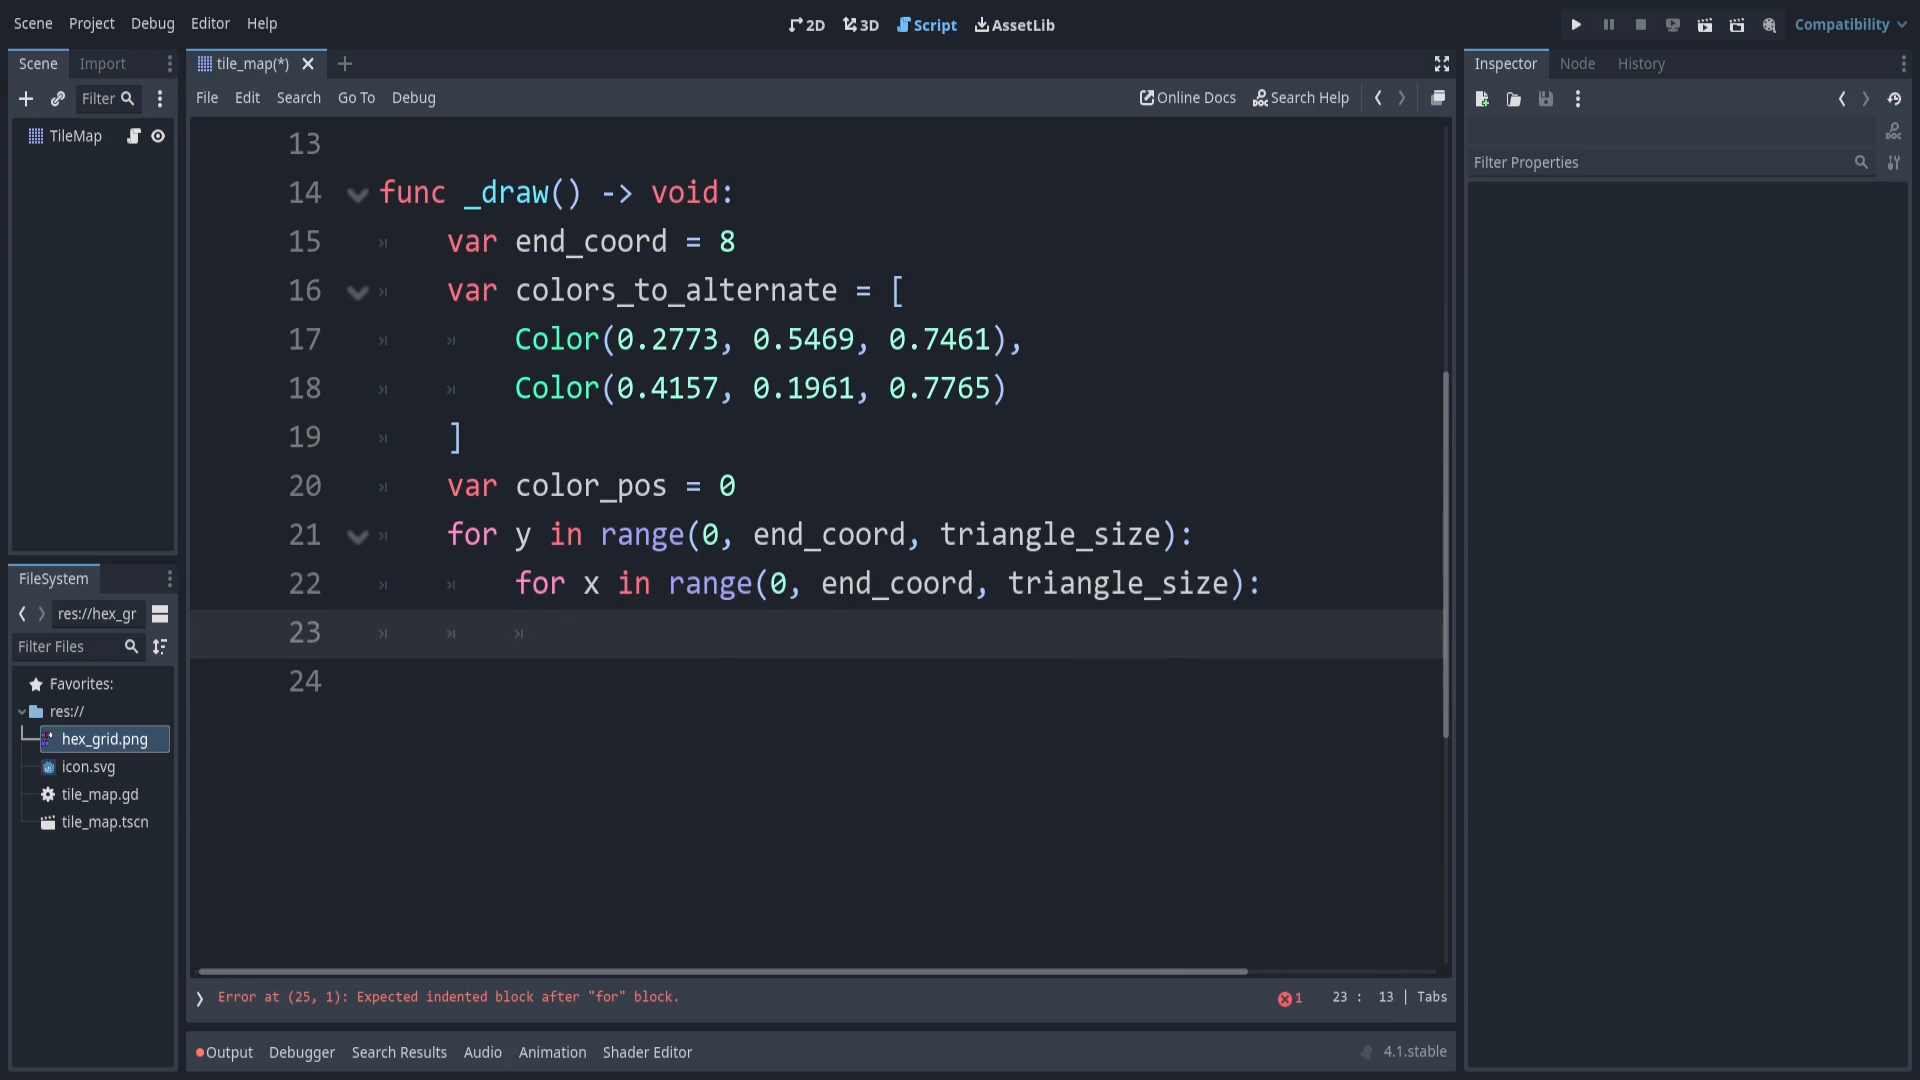 Scene Project Debug Editor Help
2D 3D Script AssetLib
Compatibility
Scene Import
tile_map(*)
Inspector Node History
Filter
File Edit Search Go To Debug
Online Docs Search Help
TileMap
DOC
Filter Properties
13
14 func _draw() -> void:
15 var end_coord = 8
16 var colors_to_alternate = [
17 Color(0.2773, 0.5469, 0.7461),
18 Color(0.4157, 0.1961, 0.7765)
19 ]
20 var color_pos = 0
21 for y in range(0, end_coord, triangle_size):
22 for x in range(0, end_coord, triangle_size):
23
24
FileSystem
res://hex_gr
Filter Files
Favorites:
res://
hex_grid.png
icon.svg
tile_map.gd
tile_map.tscn
Error at (25, 1): Expected indented block after "for" block.
1 23 : 13 | Tabs
Output Debugger Search Results Audio Animation Shader Editor
4.1.stable